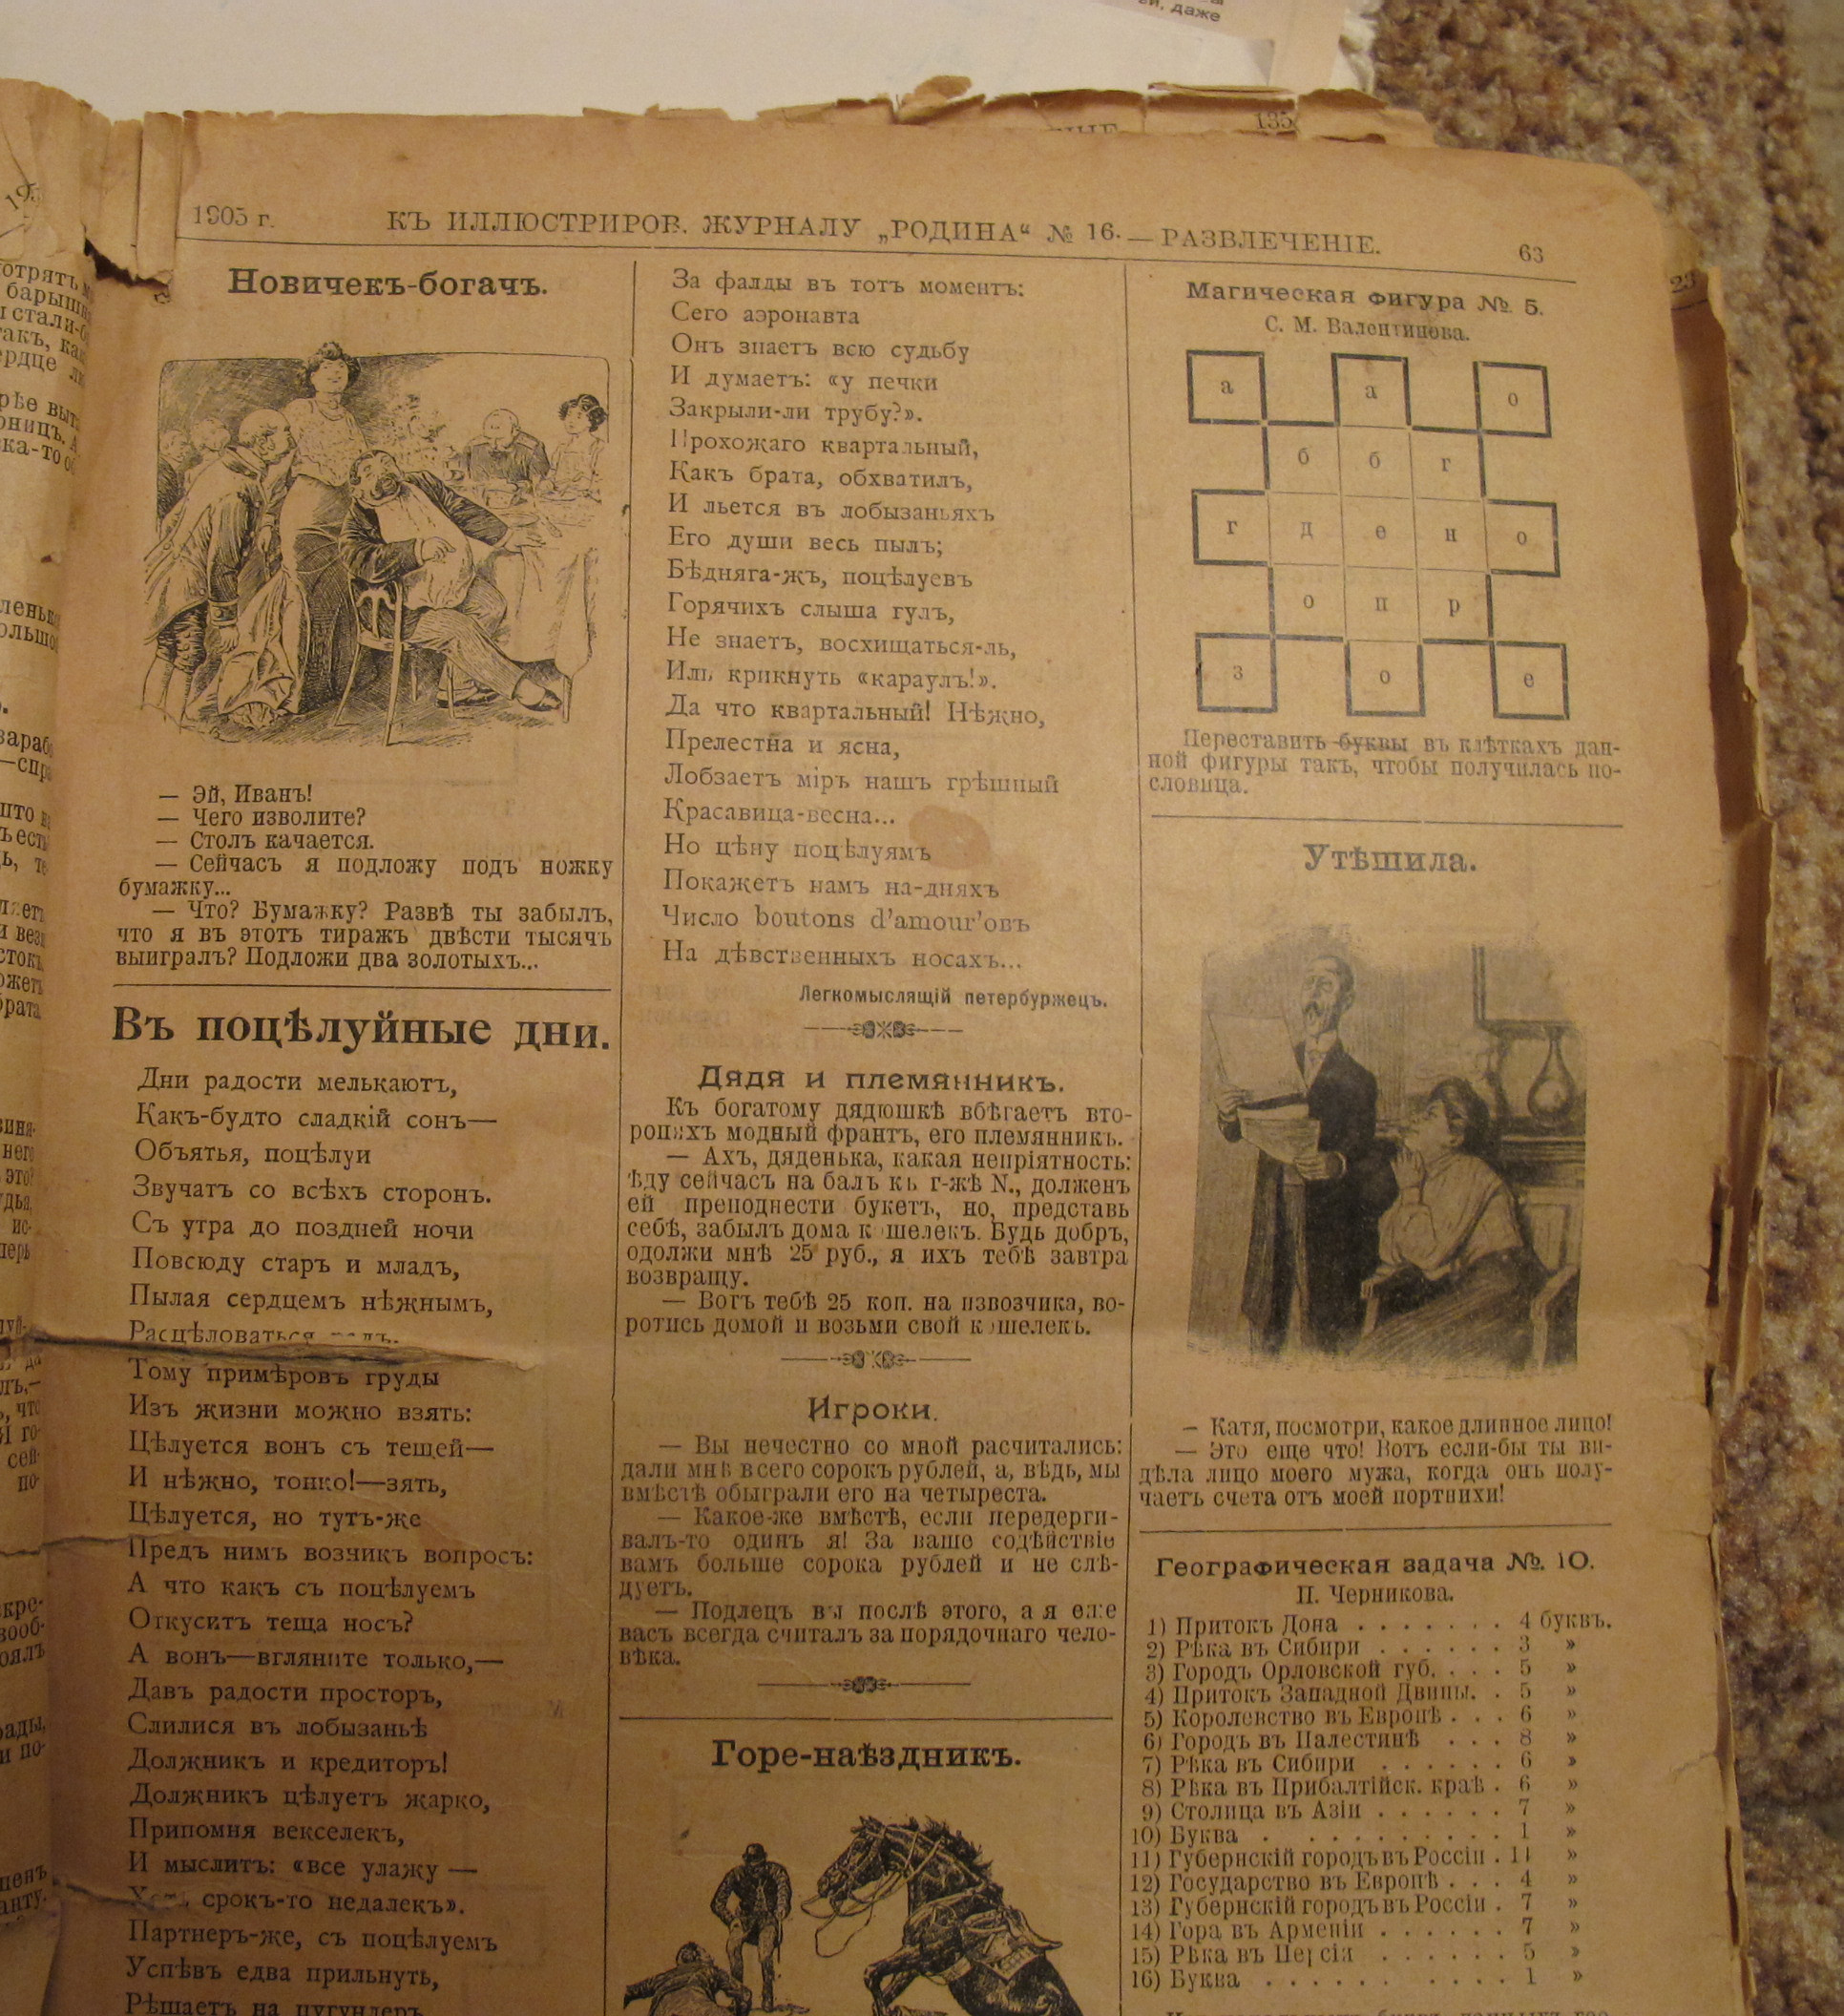 й, даже
135
1905 г.
КЪ ИЛЛЮСТРИРОВ. ЖУРНАЛУ „РОДИНА“ № 16. — РАЗВЛЕЧЕНІЕ.
63
23
Новичекъ-богачъ.
— Эй, Иванъ!
— Чего изволите?
— Столъ качается.
— Сейчасъ я подложу подъ ножку
бумажку...
— Что? Бумажку? Развѣ ты забылъ,
что я въ этотъ тиражъ двѣсти тысячъ
выигралъ? Подложи два золотыхъ...
Въ поцѣлуйные дни.
Дни радости мелькаютъ,
Какъ-будто сладкій сонъ—
Объятья, поцѣлуи
Звучатъ со всѣхъ сторонъ.
Съ утра до поздней ночи
Повсюду старъ и младъ,
Пылая сердцемъ нѣжнымъ,
Расцѣловаться
Тому примѣровъ груды
Изъ жизни можно взять:
Цѣлуется вонъ съ тещей—
И нѣжно, тонко!—зять,
Цѣлуется, но тутъ-же
Предъ нимъ возникъ вопросъ:
А что какъ съ поцѣлуемъ
Откуситъ теща носъ?
А вонъ—вгляните только,—
Давъ радости просторъ,
Слилися въ лобызаньѣ
Должникъ и кредиторъ!
Должникъ цѣлуетъ жарко,
Припомня векселекъ,
И мыслитъ: «все улажу —
срокъ-то недалекъ».
Партнеръ-же, съ поцѣлуемъ
Успѣвъ едва прильнуть,
Рѣшаетъ на цугундеръ
За фалды въ тотъ моментъ:
Сего аэронавта
Онъ знаетъ всю судьбу
И думаетъ: «у печки
Закрыли-ли трубу?».
Прохожаго квартальный,
Какъ брата, обхватилъ,
И льется въ лобызаньяхъ
Его души весь пылъ;
Бѣдняга-жъ, поцѣлуевъ
Горячихъ слыша гулъ,
Не знаетъ, восхищаться-ль,
Иль крикнуть «караулъ!».
Да что квартальный! Нѣжно,
Прелестна и ясна,
Лобзаетъ міръ нашъ грѣшный
Красавица-весна...
Но цѣну поцѣлуямъ
Покажетъ намъ на-дняхъ
Число boutons d’amour’овъ
На дѣвственныхъ носахъ...
Легкомыслящій петербуржецъ.
Дядя и племянникъ.
Къ богатому дядюшкѣ вбѣгаетъ вто-
ропяхъ модный франтъ, его племянникъ.
— Ахъ, дяденька, какая непріятность:
ѣду сейчасъ на балъ къ г-жѣ N., долженъ
ей преподнести букетъ, но, представь
себѣ, забылъ дома кошелекъ. Будь добръ,
одолжи мнѣ 25 руб., я ихъ тебѣ завтра
возвращу.
— Вотъ тебѣ 25 коп. на извозчика, во-
ротись домой и возьми свой кошелекъ.
Игроки.
— Вы нечестно со мной расчитались:
дали мнѣ всего сорокъ рублей, а, вѣдь, мы
вмѣстѣ обыграли его на четыреста.
— Какое-же вмѣстѣ, если передерги-
валъ-то одинъ я! За ваше содѣйствіе
вамъ больше сорока рублей и не слѣ-
дуетъ.
— Подлецъ вы послѣ этого, а я еще
васъ всегда считалъ за порядочнаго чело-
вѣка.
Горе-наѣздникъ.
Магическая фигура № 5.
С. М. Валентинова.
а а о
б б г
г д е н о
о п р
з о е
Переставить буквы въ клѣткахъ дан-
ной фигуры такъ, чтобы получилась по-
словица.
Утѣшила.
— Катя, посмотри, какое длинное лицо!
— Это еще что! Вотъ если-бы ты ви-
дѣла лицо моего мужа, когда онъ полу-
чаетъ счета отъ моей портнихи!
Географическая задача № 10.
П. Черникова.
1) Притокъ Дона . . . . . . . 4 буквъ.
2) Рѣка въ Сибири . . . . . . 3 »
3) Городъ Орловской губ. . . . 5 »
4) Притокъ Западной Двины. . 5 »
5) Королевство въ Европѣ . . . 6 »
6) Городъ въ Палестинѣ . . . 8 »
7) Рѣка въ Сибири . . . . . . 6 »
8) Рѣка въ Прибалтійск. краѣ . 6 »
9) Столица въ Азіи . . . . . . 7 »
10) Буква . . . . . . . . . . 1 »
11) Губернскій городъ въ Россіи . 11 »
12) Государство въ Европѣ . . . 4 »
13) Губернскій городъ въ Россіи . 7 »
14) Гора въ Арменіи . . . . . . 7 »
15) Рѣка въ Персіи . . . . . . 5 »
16) Буква . . . . . . . . . . 1 »